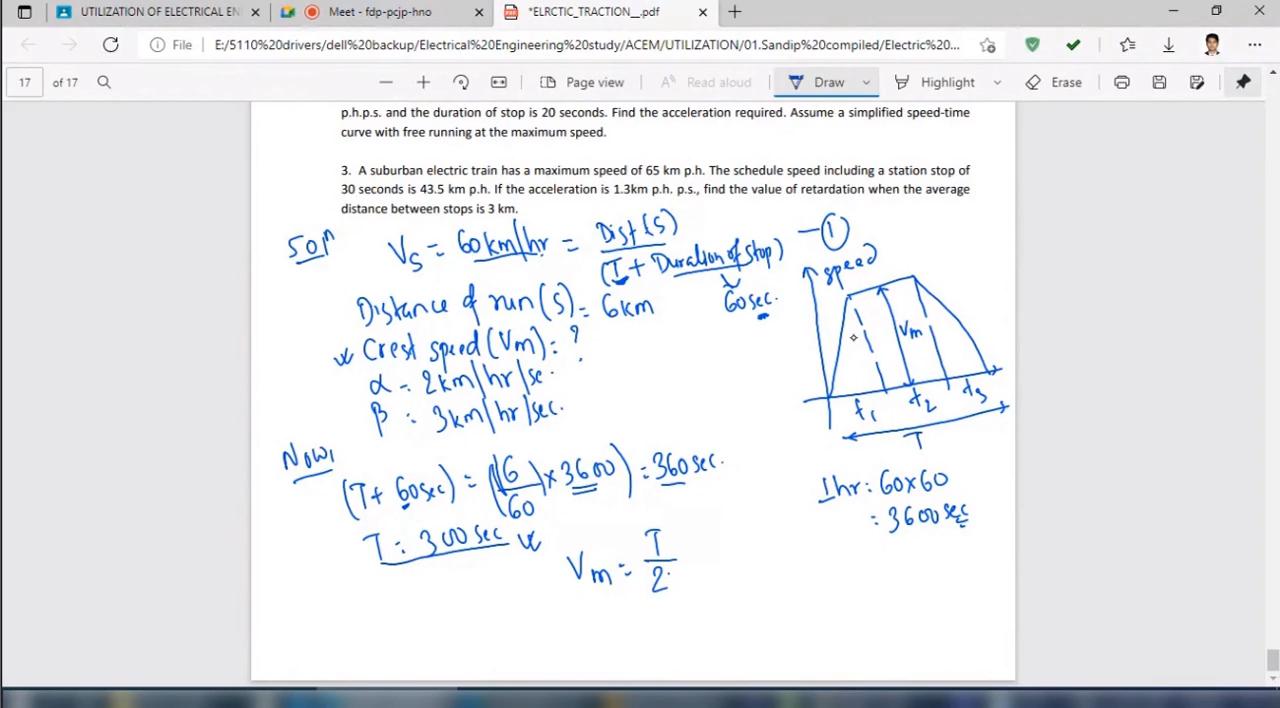 UTILIZATION OF ELECTRICAL EN
Meet - fdp-pcjp-hno
*ELRCTIC_TRACTION__.pdf
File
E:/5110%20drivers/dell%20backup/Electrical%20Engineering%20study/ACEM/UTILIZATION/01.Sandip%20compiled/Electric%20...
17 of 17
Page view
Read aloud
Draw
Highlight
Erase
p.h.p.s. and the duration of stop is 20 seconds. Find the acceleration required. Assume a simplified speed-time
curve with free running at the maximum speed.
3. A suburban electric train has a maximum speed of 65 km p.h. The schedule speed including a station stop of
30 seconds is 43.5 km p.h. If the acceleration is 1.3km p.h. p.s., find the value of retardation when the average
distance between stops is 3 km.
Solⁿ
Vs = 60km/hr = Dist(S) / (T + Duration of stop) — ①
60sec.
Distance of run(S) = 6km
Crest speed(Vm) = ?
α = 2km/hr/se.
β = 3km/hr/sec.
speed
Vm
t1 t2 t3
T
Now,
(T + 60sec) = ((6/60) × 3600) = 360sec.
T = 300sec
1hr = 60×60
= 3600sec
Vm = T/2